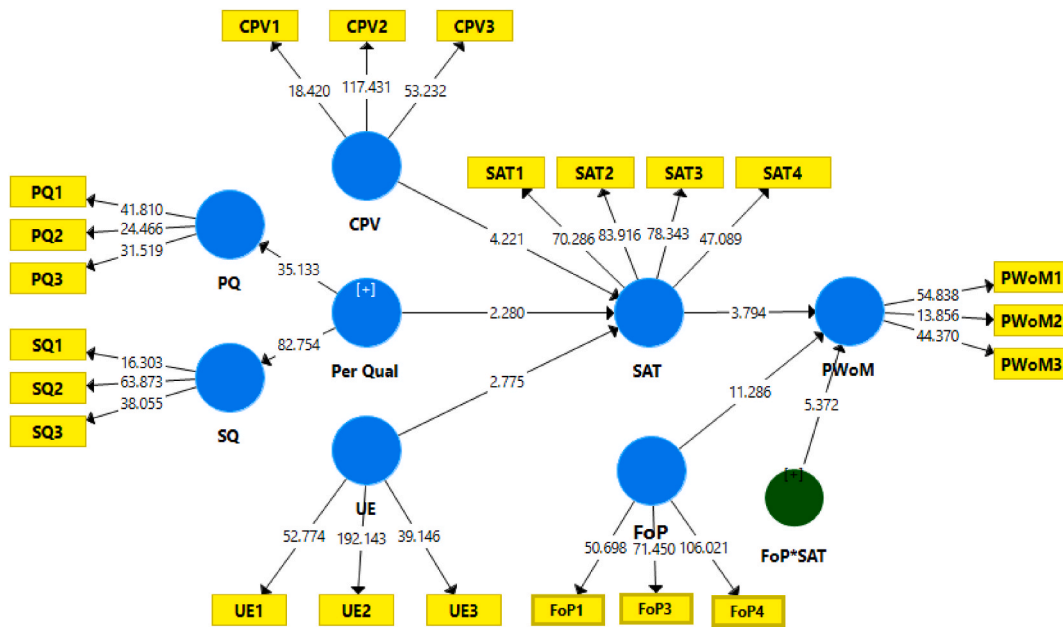 CPV1 CPV2 CPV3
18.420 117.431 53.232
CPV
PQ1
PQ2
PQ3
41.810
24.466
31.519
PQ
35.133
SQ1
SQ2
SQ3
16.303
63.873
38.055
SQ
82.754
[+]
Per Qual
4.221
2.280
2.775
SAT1 SAT2 SAT3 SAT4
70.286 83.916 78.343 47.089
SAT
3.794
PWoM
54.838
13.856
44.370
PWoM1
PWoM2
PWoM3
11.286
5.372
UE
52.774 192.143 39.146
UE1 UE2 UE3
FoP
50.698 71.450 106.021
FoP1 FoP3 FoP4
[+]
FoP*SAT